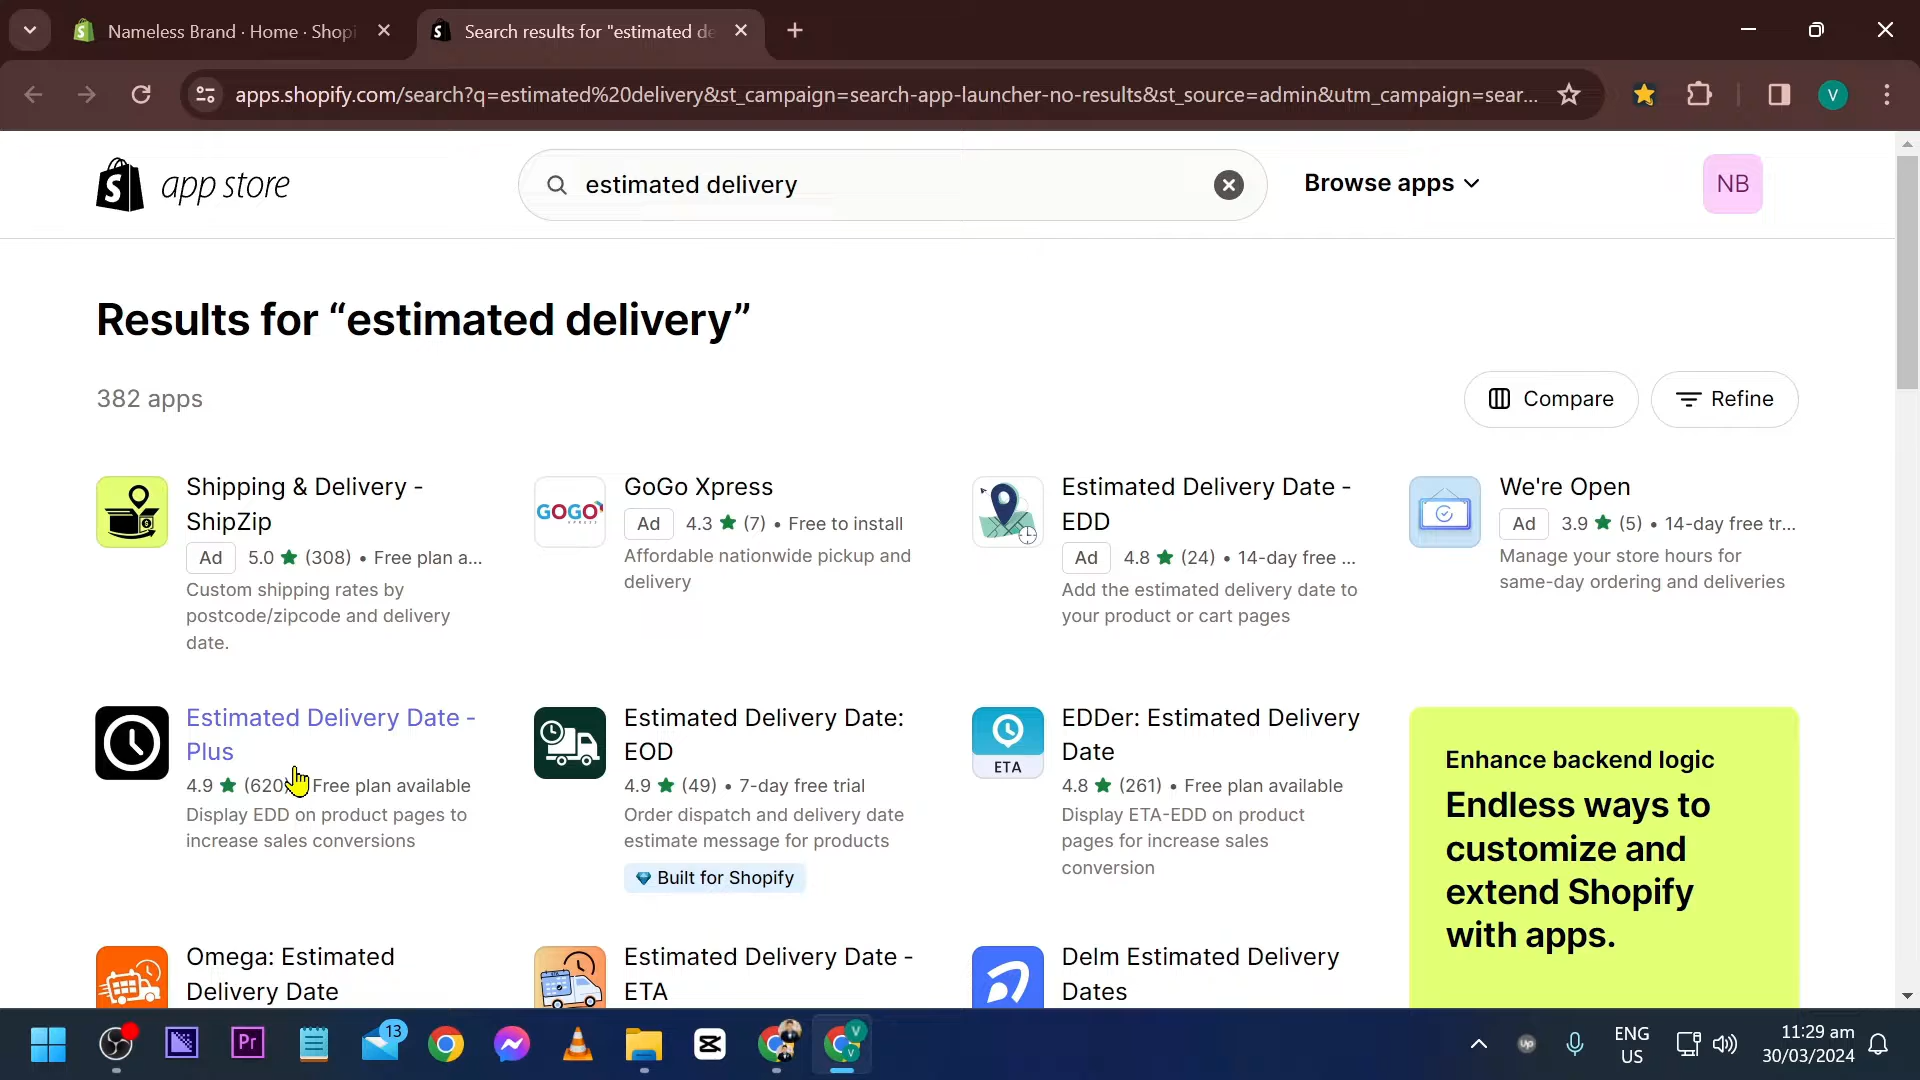 Nameless Brand · Home · Shopi
Search results for "estimated de
apps.shopify.com/search?q=estimated%20delivery&st_campaign=search-app-launcher-no-results&st_source=admin&utm_campaign=sear...
V
app store
estimated delivery
Browse apps
NB
Results for “estimated delivery”
382 apps
Compare
Refine
Shipping & Delivery -
ShipZip
Ad 5.0 ★ (308) • Free plan a...
Custom shipping rates by
postcode/zipcode and delivery
date.
GOGO
XPRESS
GoGo Xpress
Ad 4.3 ★ (7) • Free to install
Affordable nationwide pickup and
delivery
Estimated Delivery Date -
EDD
Ad 4.8 ★ (24) • 14-day free ...
Add the estimated delivery date to
your product or cart pages
We're Open
Ad 3.9 ★ (5) • 14-day free tr...
Manage your store hours for
same-day ordering and deliveries
Estimated Delivery Date -
Plus
4.9 ★ (620) Free plan available
Display EDD on product pages to
increase sales conversions
Estimated Delivery Date:
EOD
4.9 ★ (49) • 7-day free trial
Order dispatch and delivery date
estimate message for products
Built for Shopify
ETA
EDDer: Estimated Delivery
Date
4.8 ★ (261) • Free plan available
Display ETA-EDD on product
pages for increase sales
conversion
Enhance backend logic
Endless ways to
customize and
extend Shopify
with apps.
Omega: Estimated
Delivery Date
Estimated Delivery Date -
ETA
Delm Estimated Delivery
Dates
Pr
13
V
V
up
ENG
US
11:29 am
30/03/2024